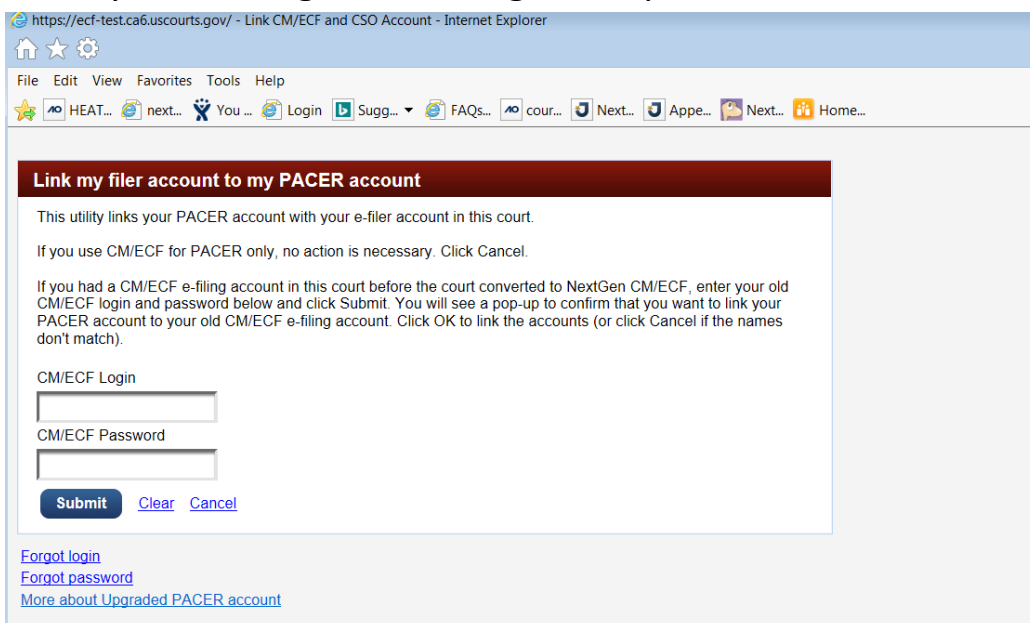 https://ecf-test.ca6.uscourts.gov/ - Link CM/ECF and CSO Account - Internet Explorer
File Edit View Favorites Tools Help
AO HEAT... next... You ... Login Sugg... FAQs... AO cour... Next... Appe... Next... Home...
Link my filer account to my PACER account
This utility links your PACER account with your e-filer account in this court.
If you use CM/ECF for PACER only, no action is necessary. Click Cancel.
If you had a CM/ECF e-filing account in this court before the court converted to NextGen CM/ECF, enter your old
CM/ECF login and password below and click Submit. You will see a pop-up to confirm that you want to link your
PACER account to your old CM/ECF e-filing account. Click OK to link the accounts (or click Cancel if the names
don't match).
CM/ECF Login
CM/ECF Password
Submit Clear Cancel
Forgot login
Forgot password
More about Upgraded PACER account